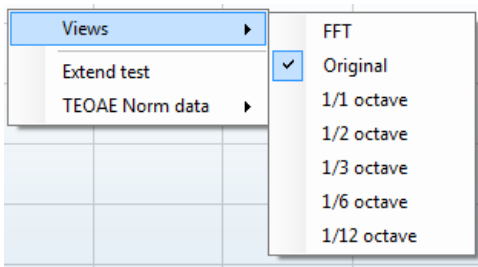 Views
Extend test
TEOAE Norm data
FFT
Original
1/1 octave
1/2 octave
1/3 octave
1/6 octave
1/12 octave